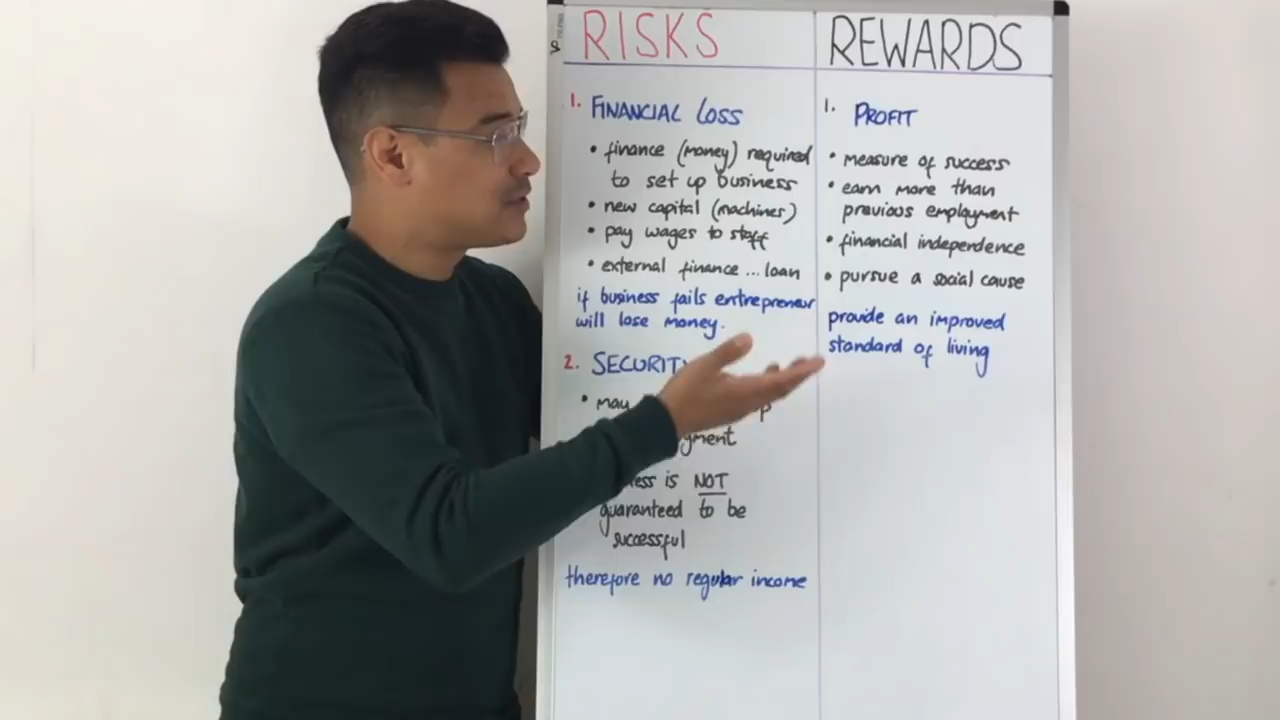 RISKS
1. FINANCIAL LOSS
• finance (money) required
to set up business
• new capital (machines)
• pay wages to staff
• external finance ... loan
if business fails entrepreneur
will lose money.
2. SECURITY
• may
is NOT
guaranteed to be
successful
therefore no regular income
REWARDS
1. PROFIT
• measure of success
• earn more than
previous employment
• financial independence
• pursue a social cause
provide an improved
standard of living